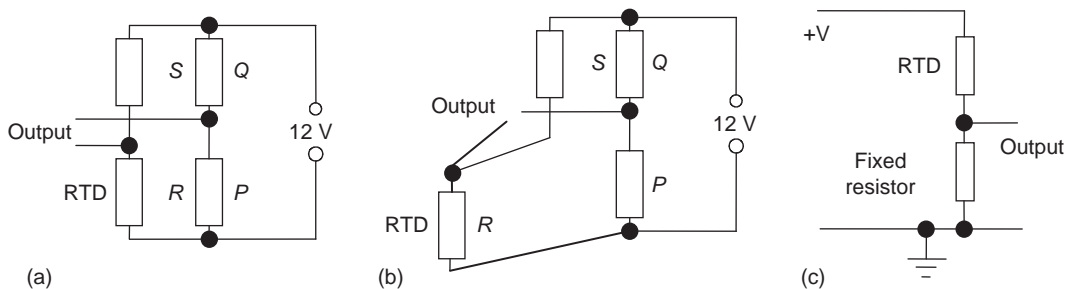 S
Q
Output
12 V
RTD
R
P
(a)
S
Q
Output
12 V
P
RTD
R
(b)
+V
RTD
Output
Fixed
resistor
(c)